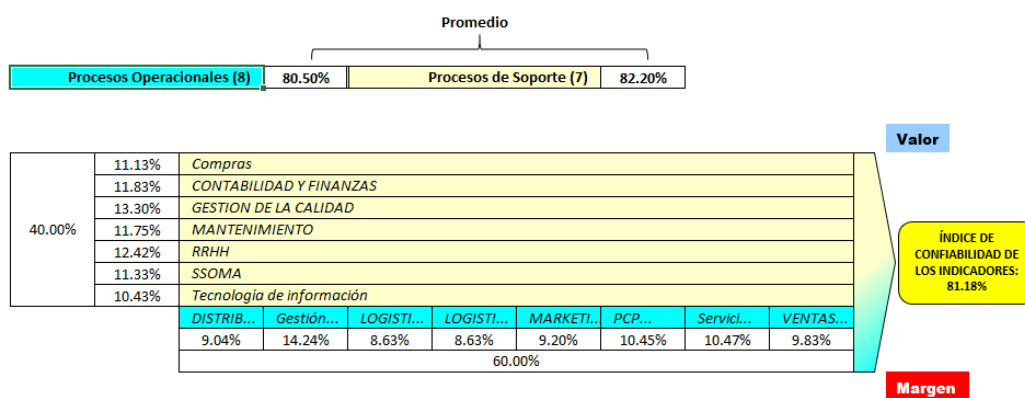 Promedio
Procesos Operacionales (8) 80.50% Procesos de Soporte (7) 82.20%
Valor
11.13% Compras
11.83% CONTABILIDAD Y FINANZAS
13.30% GESTION DE LA CALIDAD
40.00% 11.75% MANTENIMIENTO
12.42% RRHH
11.33% SSOMA
10.43% Tecnología de información
ÍNDICE DE
CONFIABILIDAD DE
LOS INDICADORES:
81.18%
DISTRIB... Gestión... LOGISTI... LOGISTI... MARKETI... PCP... Servici... VENTAS...
9.04% 14.24% 8.63% 8.63% 9.20% 10.45% 10.47% 9.83%
60.00%
Margen